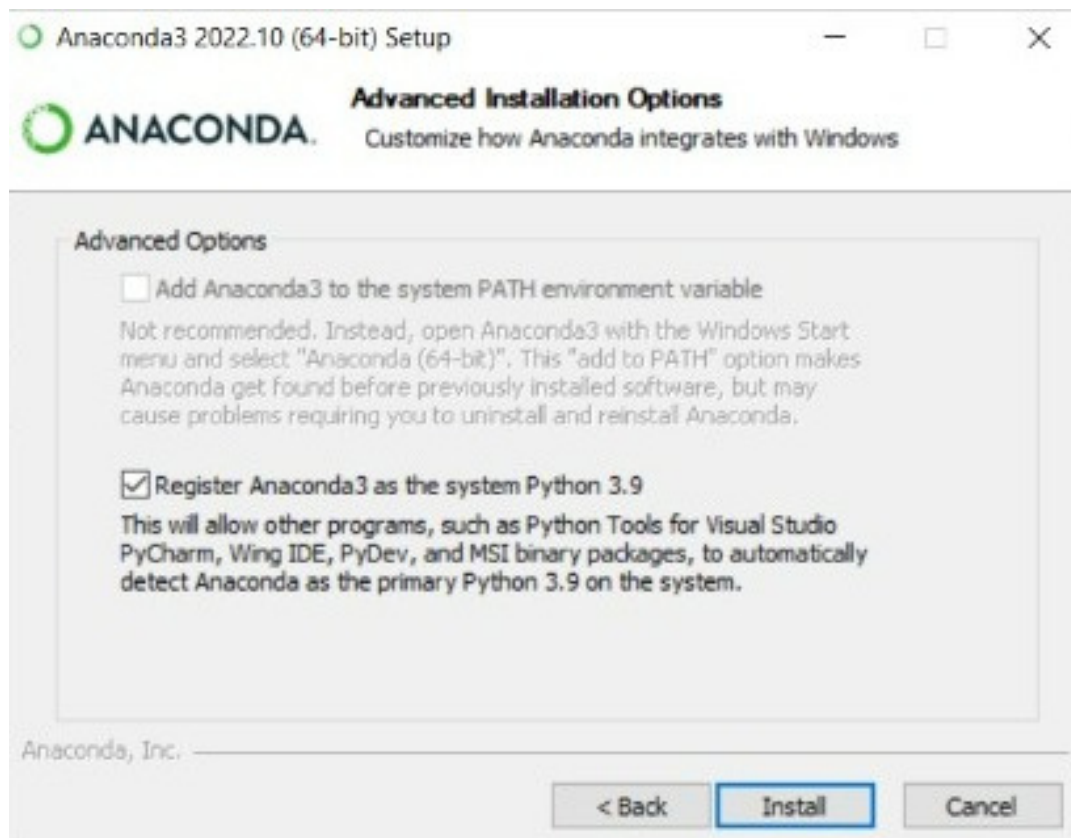 Anaconda3 2022.10 (64-bit) Setup
ANACONDA.
Advanced Installation Options
Customize how Anaconda integrates with Windows
Advanced Options
Add Anaconda3 to the system PATH environment variable
Not recommended. Instead, open Anaconda3 with the Windows Start
menu and select "Anaconda (64-bit)". This "add to PATH" option makes
Anaconda get found before previously installed software, but may
cause problems requiring you to uninstall and reinstall Anaconda.
Register Anaconda3 as the system Python 3.9
This will allow other programs, such as Python Tools for Visual Studio
PyCharm, Wing IDE, PyDev, and MSI binary packages, to automatically
detect Anaconda as the primary Python 3.9 on the system.
Anaconda, Inc.
< Back
Install
Cancel